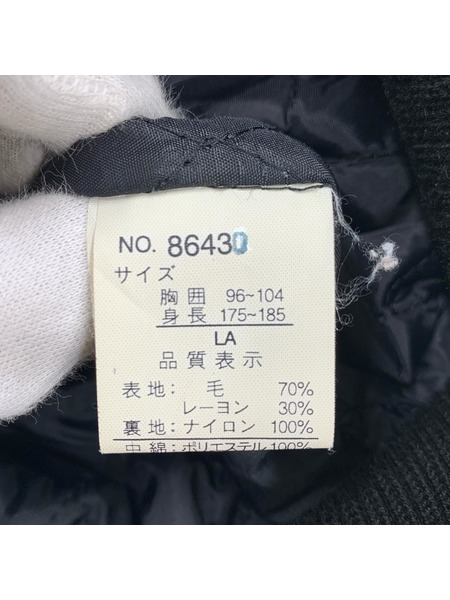 NO. 86430
サイズ
胸囲 96~104
身長 175~185
LA
品質表示
表地:毛 70%
レーヨン 30%
裏地:ナイロン 100%
中綿:ポリエステル100%